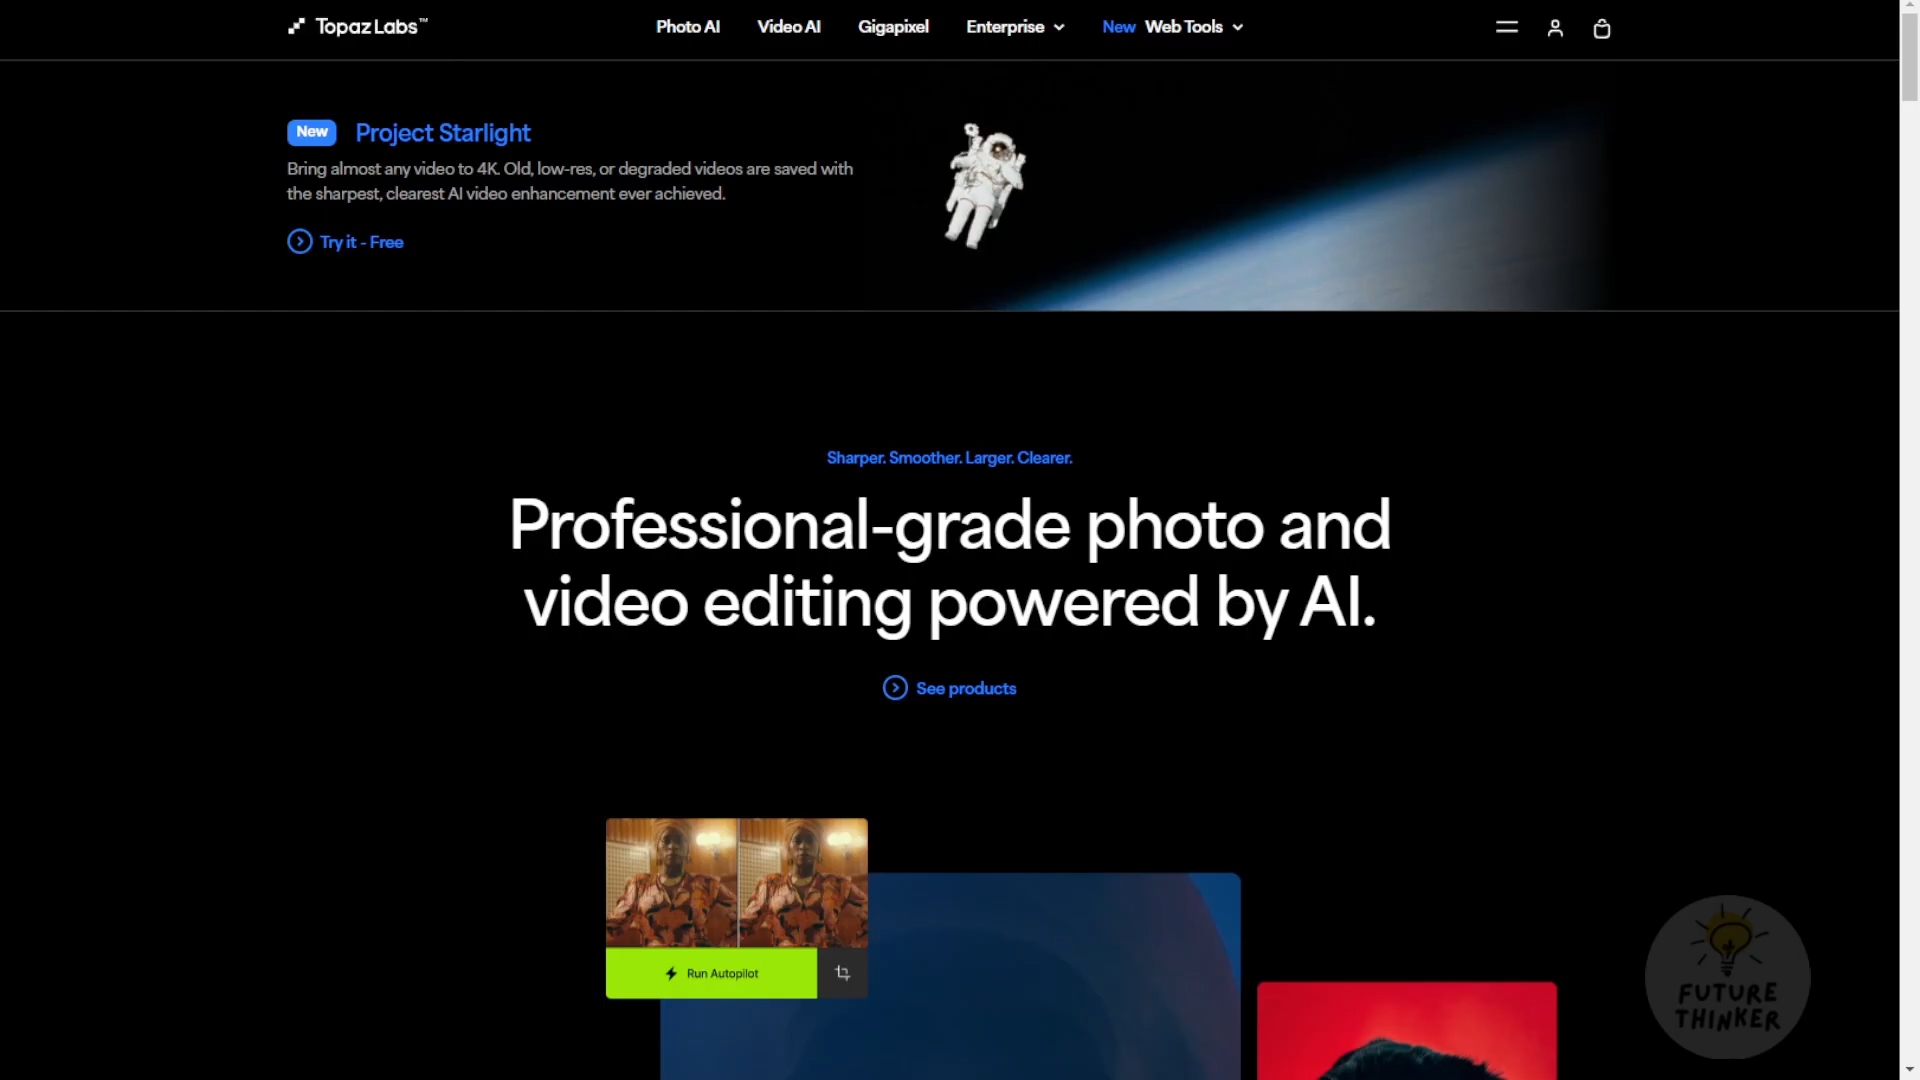 Topaz Labs™
Photo AI
Video AI
Gigapixel
Enterprise
New Web Tools
New
Project Starlight
Bring almost any video to 4K. Old, low-res, or degraded videos are saved with
the sharpest, clearest AI video enhancement ever achieved.
Try it - Free
Sharper. Smoother. Larger. Clearer.
Professional-grade photo and
video editing powered by AI.
See products
Run Autopilot
FUTURE
THINKER